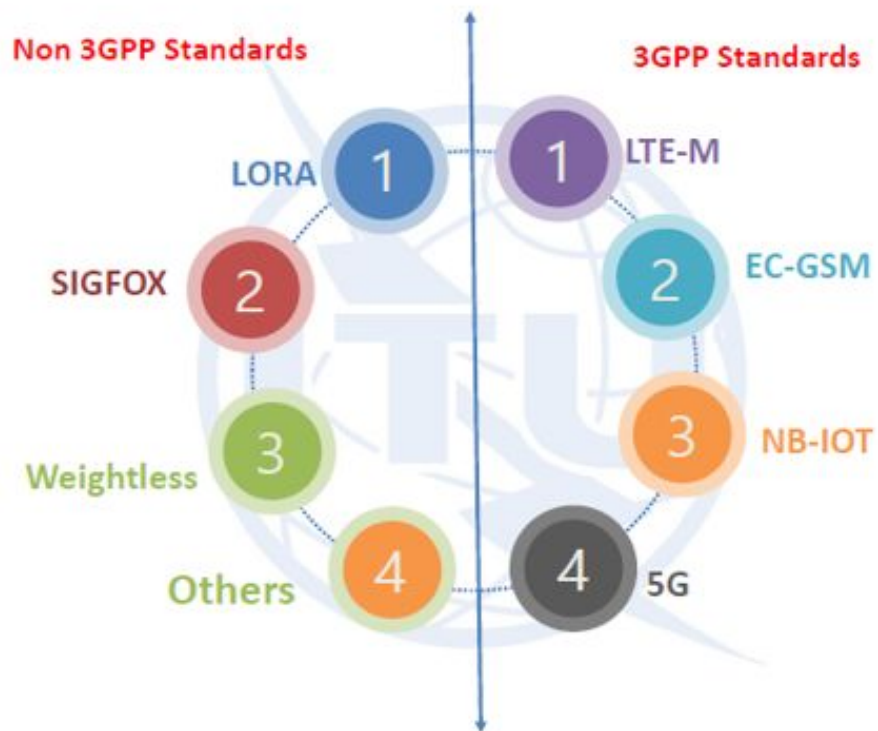 Non 3GPP Standards
3GPP Standards
LORA
1
SIGFOX
2
Weightless
3
Others
4
1
LTE-M
2
EC-GSM
3
NB-IOT
4
5G
ITU